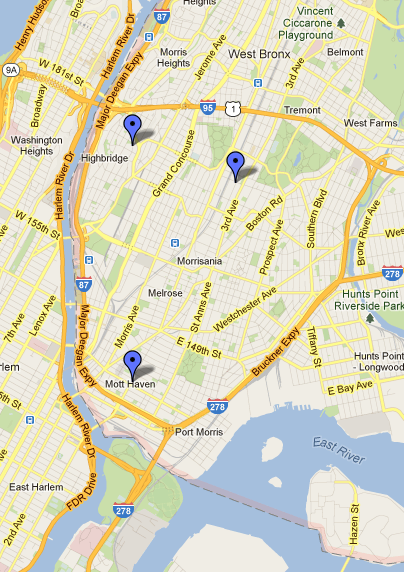 Heights
Vincent
Ciccarone
Playground
87
Henry Hudson
Broa
Harlem River Dr
Morris
Heights
Jerome Ave
West Bronx
Belmont
9A
W 181st St
Major Deegan Expy
3rd Ave
Broadway
95
1
Tremont
West Farms
Washington
Heights
Highbridge
Grand Concourse
Harlem River Dr
3rd Ave
Boston Rd
Southern Blvd
W 155th St
Prospect Ave
Bronx River Ave
Wes
Morrisania
278
87
Melrose
Hunts Point
Riverside Park
7th Ave
Lenox Ave
Major Deegan Expy
Morris Ave
St Anns Ave
Westchester Ave
Tiffany St
E 149th St
Bruckner Expy
Hunts Point
- Longwood
rlem
Mott Haven
E Bay Ave
5th St
278
Harlem River Dr
Port Morris
East River
East Harlem
FDR Drive
278
Hazen St
2nd Ave